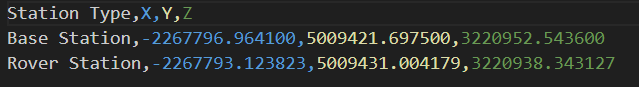 Station Type,X,Y,Z
Base Station,-2267796.964100,5009421.697500,3220952.543600
Rover Station,-2267793.123823,5009431.004179,3220938.343127